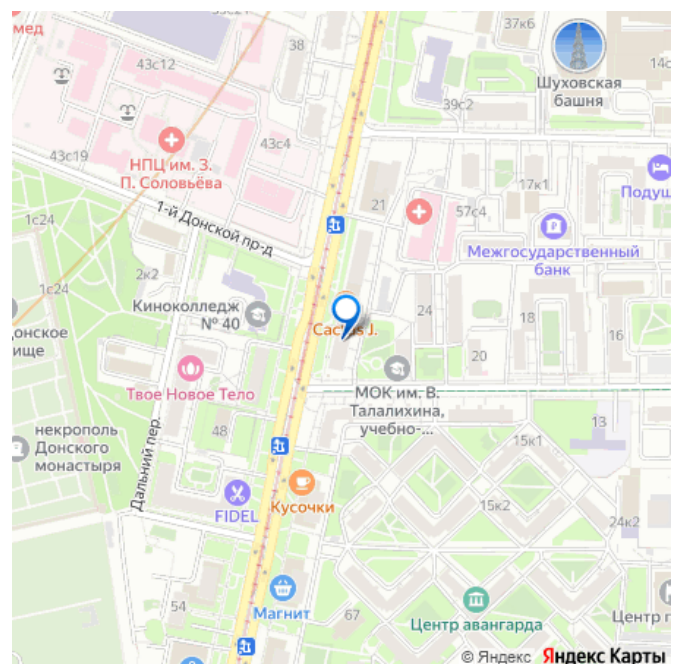 мед
43с12
38
37к6
Шуховская
башня
14с
39с2
43с19
43с4
НПЦ им. З.
П. Соловьёва
1с24
1-й Донской пр-д
21
57с4
17к1
Подуш
Межгосударственный
банк
2к2
1с24
Киноколледж
№ 40
24
18
онское
ище
Cactus J.
20
16
Твое Новое Тело
МОК им. В.
Талалихина,
учебно-...
13
некрополь
Донского
монастыря
48
15к1
Дальний пер.
FIDEL
Кусочки
15к2
24к2
54
Магнит
67
Центр авангарда
Центр г
© Яндекс Яндекс Карты